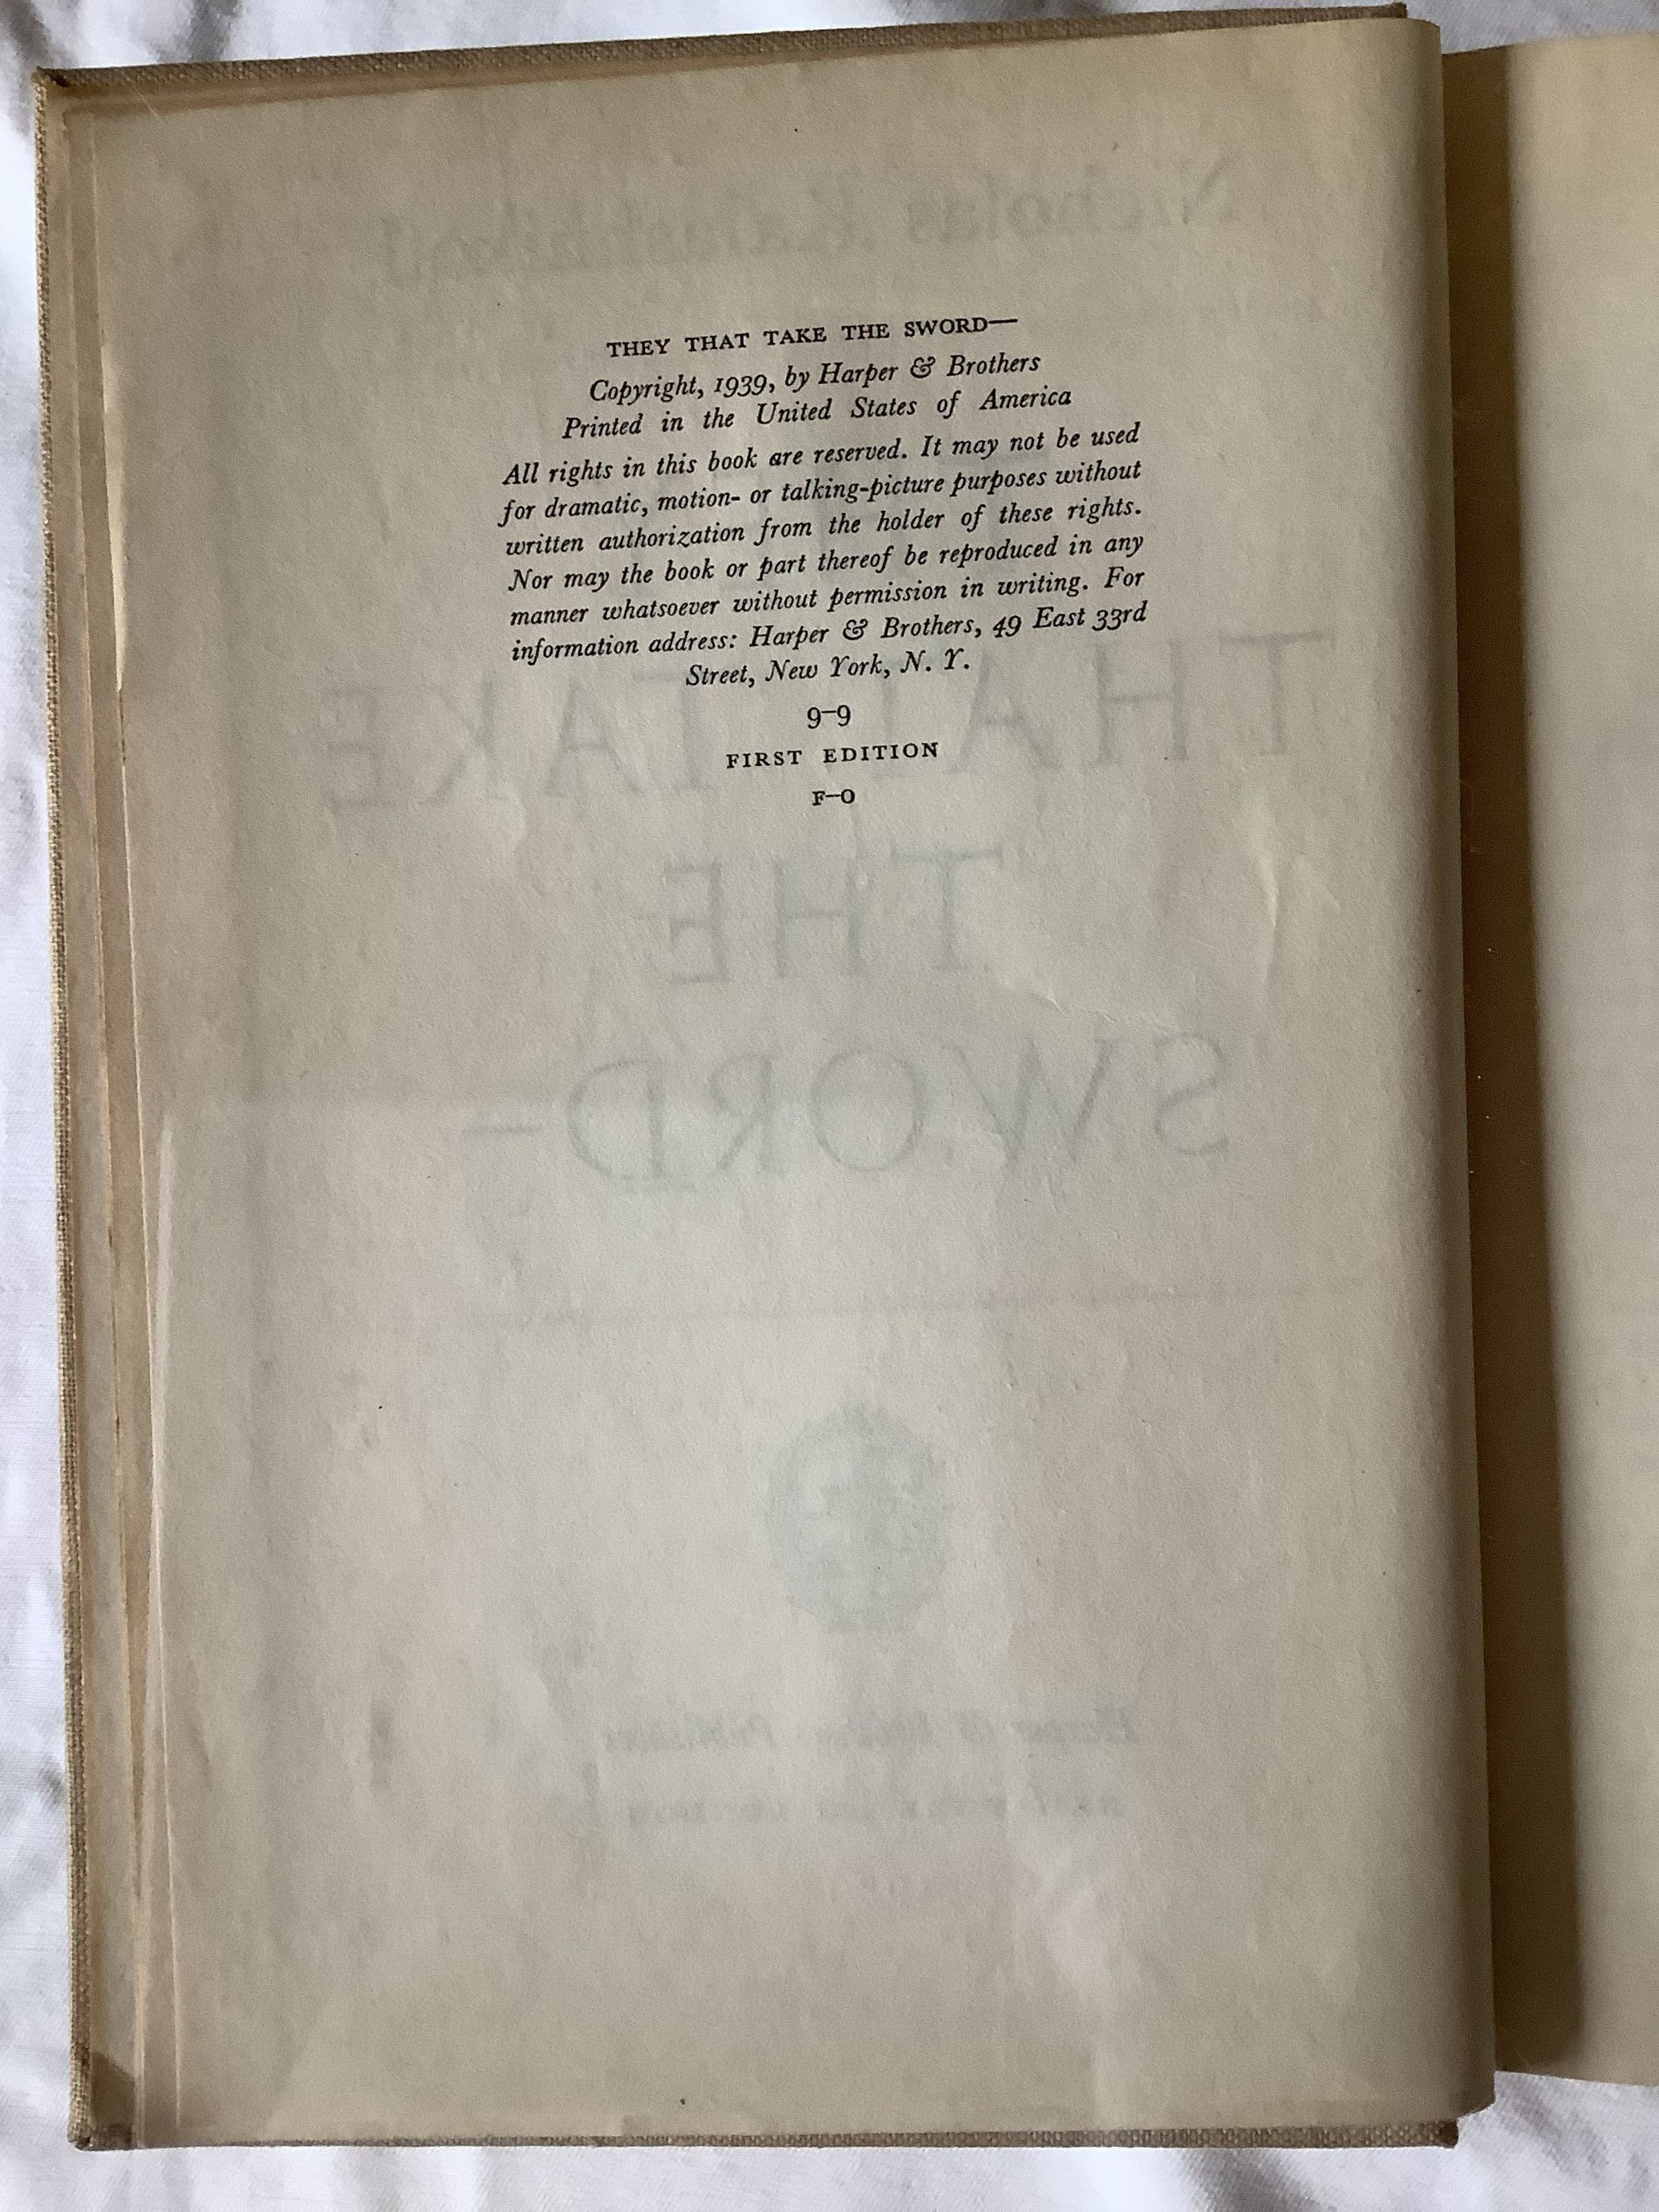 THEY THAT TAKE THE SWORD—
Copyright, 1939, by Harper & Brothers
Printed in the United States of America
All rights in this book are reserved. It may not be used
for dramatic, motion- or talking-picture purposes without
written authorization from the holder of these rights.
Nor may the book or part thereof be reproduced in any
manner whatsoever without permission in writing. For
information address: Harper & Brothers, 49 East 33rd
Street, New York, N. Y.
9–9
FIRST EDITION
F–O